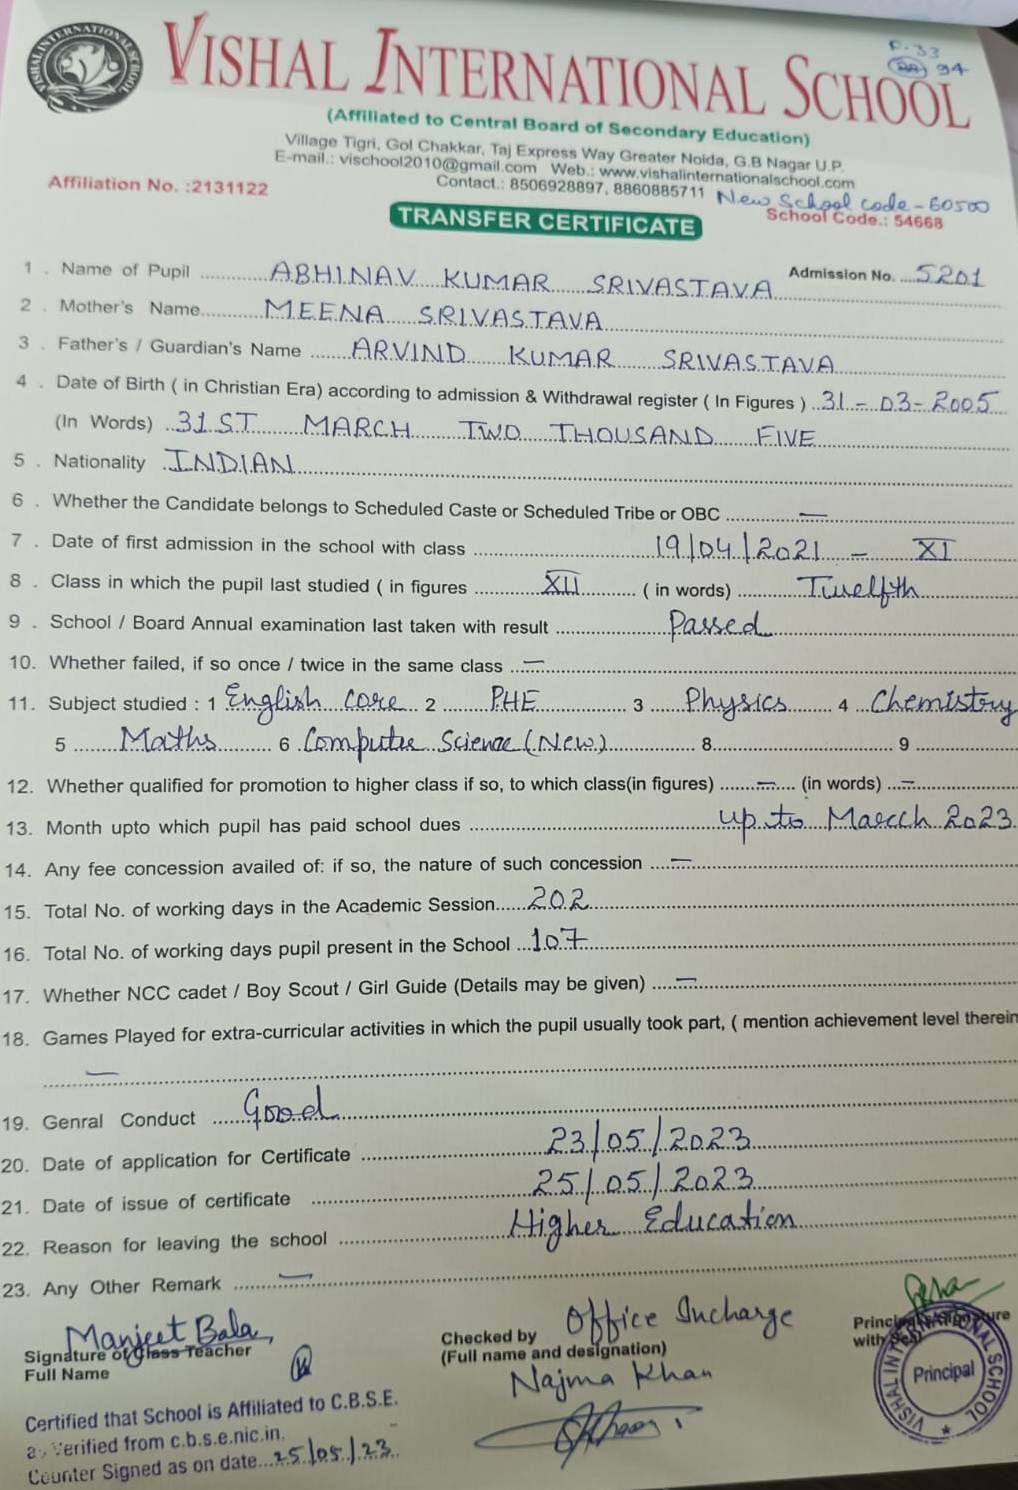 VISHAL INTERNATIONAL SCHOOL
P-33
94
(Affiliated to Central Board of Secondary Education)
Village Tigri, Gol Chakkar, Taj Express Way Greater Noida, G.B Nagar U.P.
E-mail.: vischool2010@gmail.com Web.: www.vishalinternationalschool.com
Affiliation No. :2131122 Contact.: 8506928897, 8860885711 New School code - 60500
TRANSFER CERTIFICATE School Code.: 54668
1 . Name of Pupil ABHINAV KUMAR SRIVASTAVA Admission No. 5201
2 . Mother's Name MEENA SRIVASTAVA
3 . Father's / Guardian's Name ARVIND KUMAR SRIVASTAVA
4 . Date of Birth ( in Christian Era) according to admission & Withdrawal register ( In Figures ) 31-03-2005
(In Words) 31ST MARCH TWO THOUSAND FIVE
5 . Nationality INDIAN
6 . Whether the Candidate belongs to Scheduled Caste or Scheduled Tribe or OBC —
7 . Date of first admission in the school with class 19/04/2021 - XI
8 . Class in which the pupil last studied ( in figures XII ( in words) Twelfth
9 . School / Board Annual examination last taken with result Passed
10. Whether failed, if so once / twice in the same class —
11. Subject studied : 1 English Core 2 PHE 3 Physics 4 Chemistory
5 Maths 6 Computer Science (New) 8 9
12. Whether qualified for promotion to higher class if so, to which class(in figures) — (in words) —
13. Month upto which pupil has paid school dues up to March 2023
14. Any fee concession availed of: if so, the nature of such concession —
15. Total No. of working days in the Academic Session 202
16. Total No. of working days pupil present in the School 107
17. Whether NCC cadet / Boy Scout / Girl Guide (Details may be given) —
18. Games Played for extra-curricular activities in which the pupil usually took part, ( mention achievement level therein
—
19. Genral Conduct Good
20. Date of application for Certificate 23/05/2023
21. Date of issue of certificate 25/05/2023
22. Reason for leaving the school Higher Education
23. Any Other Remark —
Manjeet Bala
Signature of Class Teacher
Full Name
Checked by Office Incharge
(Full name and designation)
Najma Khan
Principal
with Seal
VISHAL INTERNATIONAL SCHOOL
Principal
Certified that School is Affiliated to C.B.S.E.
as Verified from c.b.s.e.nic.in.
Counter Signed as on date 25/05/23